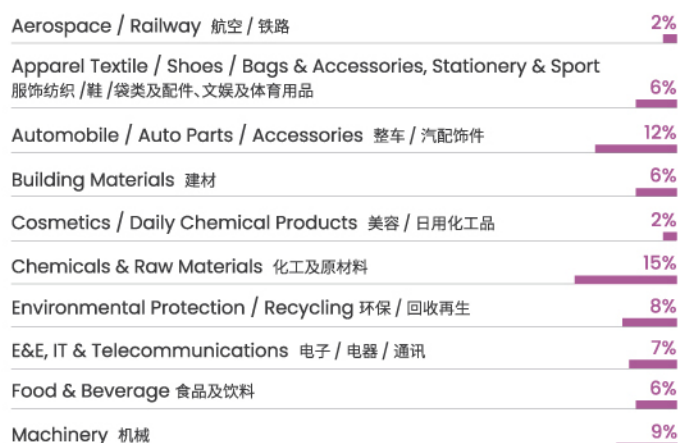 Aerospace / Railway 航空 / 铁路 2%
Apparel Textile / Shoes / Bags & Accessories, Stationery & Sport
服饰纺织 /鞋 /袋类及配件、文娱及体育用品 6%
Automobile / Auto Parts / Accessories 整车 / 汽配饰件 12%
Building Materials 建材 6%
Cosmetics / Daily Chemical Products 美容 / 日用化工品 2%
Chemicals & Raw Materials 化工及原材料 15%
Environmental Protection / Recycling 环保 / 回收再生 8%
E&E, IT & Telecommunications 电子 / 电器 / 通讯 7%
Food & Beverage 食品及饮料 6%
Machinery 机械 9%